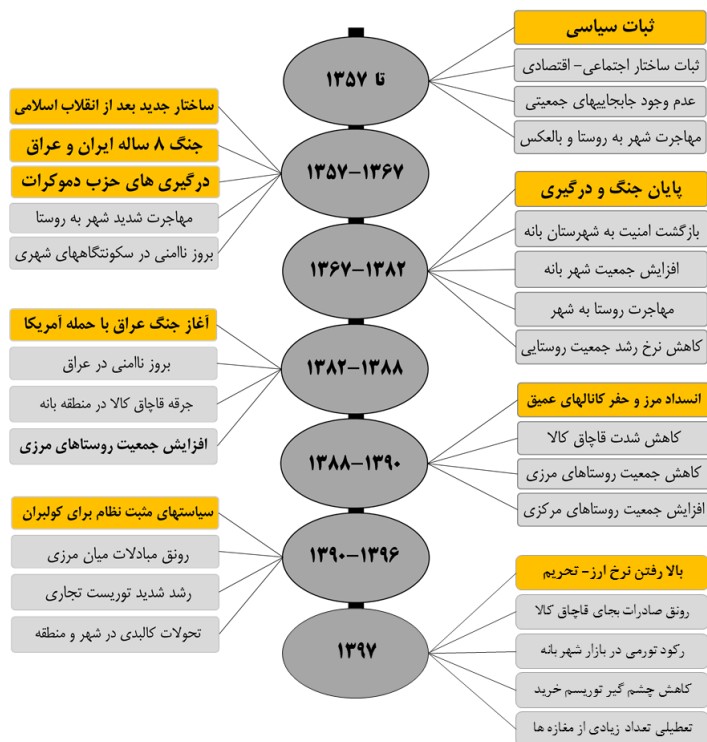 تا ۱۳۵۷
ثبات سیاسی
ثبات ساختار اجتماعی- اقتصادی
عدم وجود جابجاییهای جمعیتی
مهاجرت شهر به روستا و بالعکس
۱۳۵۷-۱۳۶۷
ساختار جدید بعد از انقلاب اسلامی
جنگ ۸ ساله ایران و عراق
درگیری های حزب دموکرات
مهاجرت شدید شهر به روستا
بروز ناامنی در سکونتگاههای شهری
۱۳۶۷-۱۳۸۲
پایان جنگ و درگیری
بازگشت امنیت به شهرستان بانه
افزایش جمعیت شهر بانه
مهاجرت روستا به شهر
کاهش نرخ رشد جمعیت روستایی
۱۳۸۲-۱۳۸۸
آغاز جنگ عراق با حمله آمریکا
بروز ناامنی در عراق
جرقه قاچاق کالا در منطقه بانه
افزایش جمعیت روستاهای مرزی
۱۳۸۸-۱۳۹۰
انسداد مرز و حفر کانالهای عمیق
کاهش شدت قاچاق کالا
کاهش جمعیت روستاهای مرزی
افزایش جمعیت روستاهای مرکزی
۱۳۹۰-۱۳۹۶
سیاستهای مثبت نظام برای کولبران
رونق مبادلات میان مرزی
رشد شدید توریست تجاری
تحولات کالبدی در شهر و منطقه
۱۳۹۷
بالا رفتن نرخ ارز- تحریم
رونق صادرات بجای قاچاق کالا
رکود تورمی در بازار شهر بانه
کاهش چشم گیر توریسم خرید
تعطیلی تعداد زیادی از مغازه ها